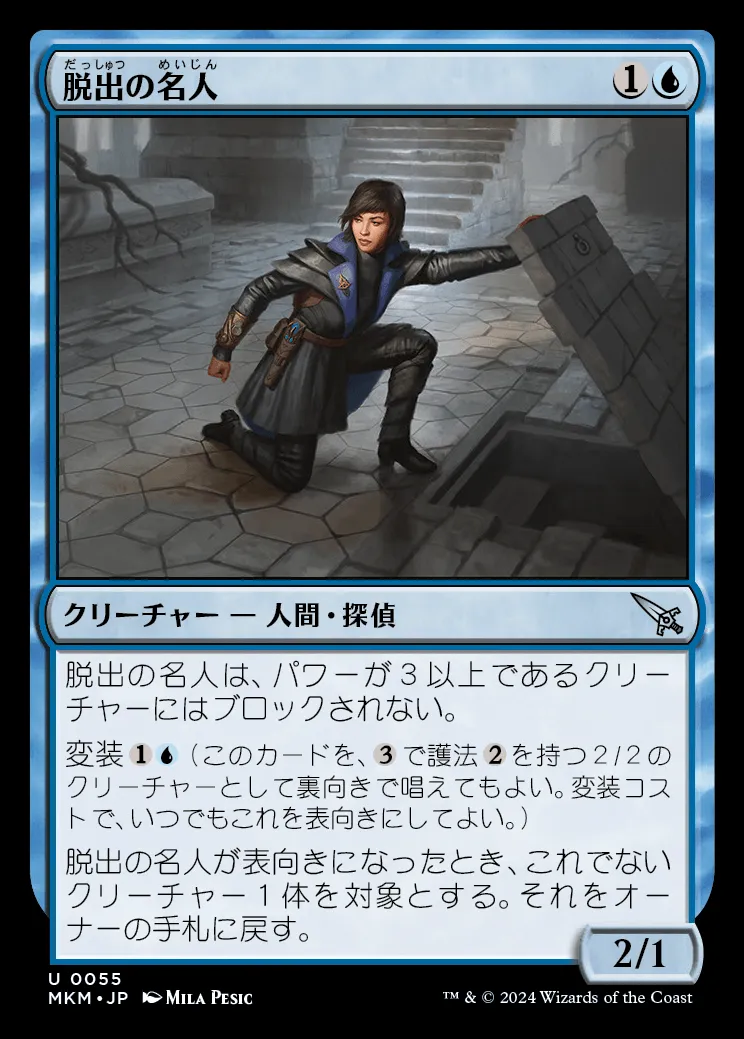 だっしゅつ めいじん
脱出の名人 1
クリーチャー — 人間・探偵
脱出の名人は、パワーが3以上であるクリー
チャーにはブロックされない。
変装 1 （このカードを、3 で護法 2 を持つ2/2の
クリーチャーとして裏向きで唱えてもよい。変装コス
トで、いつでもこれを表向きにしてよい。）
脱出の名人が表向きになったとき、これでない
クリーチャー1体を対象とする。それをオー
ナーの手札に戻す。
2/1
U 0055
MKM • JP Mila Pesic
™ & © 2024 Wizards of the Coast